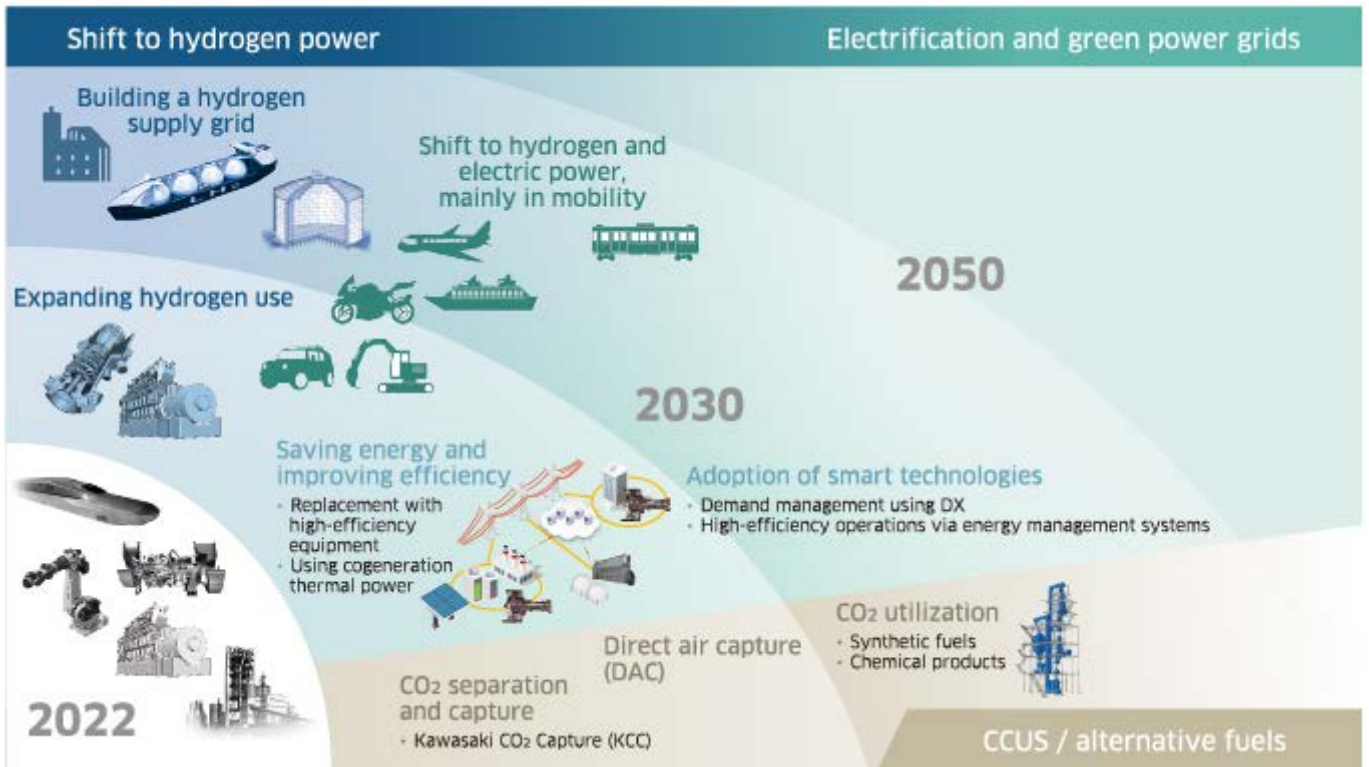 Shift to hydrogen power
Electrification and green power grids
Building a hydrogen
supply grid
Shift to hydrogen and
electric power,
mainly in mobility
2050
Expanding hydrogen use
2030
Saving energy and
improving efficiency
• Replacement with
high-efficiency
equipment
• Using cogeneration
thermal power
Adoption of smart technologies
• Demand management using DX
• High-efficiency operations via energy management systems
CO₂ utilization
• Synthetic fuels
• Chemical products
Direct air capture
(DAC)
CO₂ separation
and capture
• Kawasaki CO₂ Capture (KCC)
2022
CCUS / alternative fuels